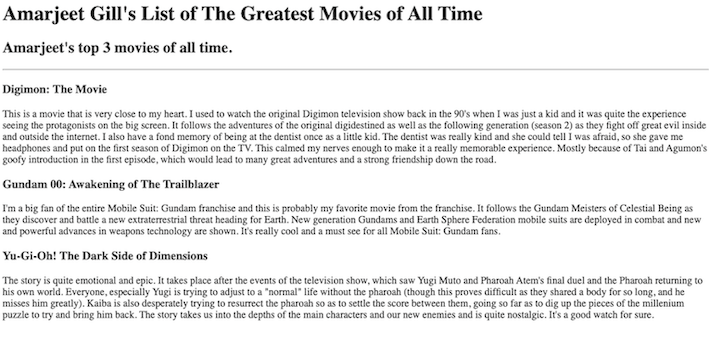 Amarjeet Gill's List of The Greatest Movies of All Time
Amarjeet's top 3 movies of all time.
Digimon: The Movie
This is a movie that is very close to my heart. I used to watch the original Digimon television show back in the 90's when I was just a kid and it was quite the experience
seeing the protagonists on the big screen. It follows the adventures of the original digidestined as well as the following generation (season 2) as they fight off great evil inside
and outside the internet. I also have a fond memory of being at the dentist once as a little kid. The dentist was really kind and she could tell I was afraid, so she gave me
headphones and put on the first season of Digimon on the TV. This calmed my nerves enough to make it a really memorable experience. Mostly because of Tai and Agumon's
goofy introduction in the first episode, which would lead to many great adventures and a strong friendship down the road.
Gundam 00: Awakening of The Trailblazer
I'm a big fan of the entire Mobile Suit: Gundam franchise and this is probably my favorite movie from the franchise. It follows the Gundam Meisters of Celestial Being as
they discover and battle a new extraterrestrial threat heading for Earth. New generation Gundams and Earth Sphere Federation mobile suits are deployed in combat and new
and powerful advances in weapons technology are shown. It's really cool and a must see for all Mobile Suit: Gundam fans.
Yu-Gi-Oh! The Dark Side of Dimensions
The story is quite emotional and epic. It takes place after the events of the television show, which saw Yugi Muto and Pharoah Atem's final duel and the Pharoah returning to
his own world. Everyone, especially Yugi is trying to adjust to a "normal" life without the pharoah (though this proves difficult as they shared a body for so long, and he
misses him greatly). Kaiba is also desperately trying to resurrect the pharoah so as to settle the score between them, going so far as to dig up the pieces of the millenium
puzzle to try and bring him back. The story takes us into the depths of the main characters and our new enemies and is quite nostalgic. It's a good watch for sure.